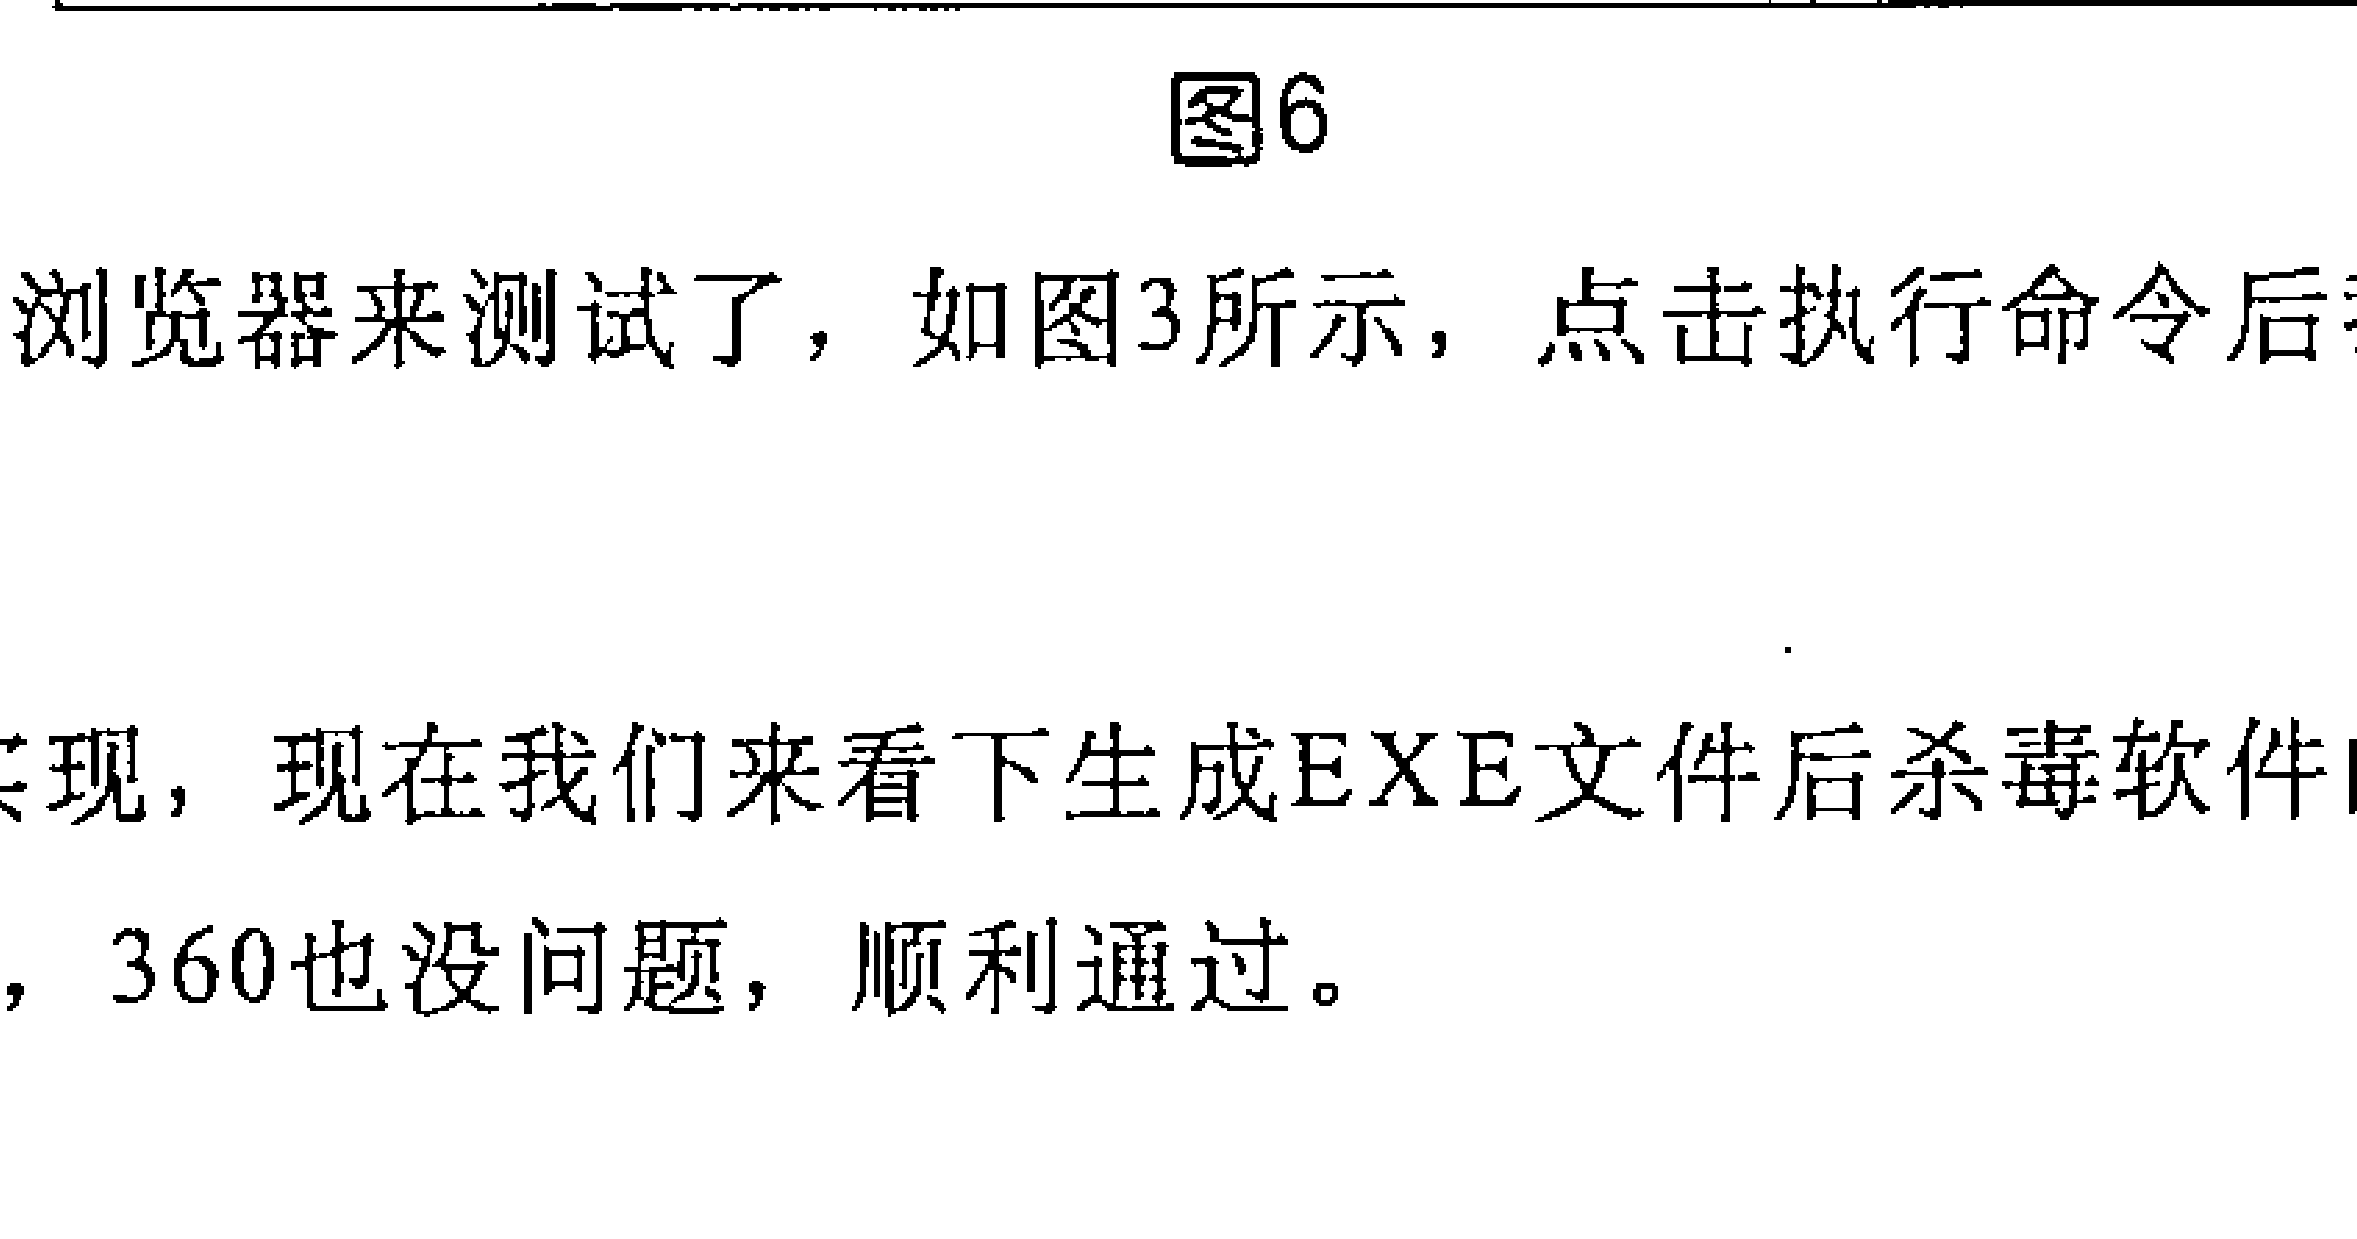 图6
浏览器来测试了，如图3所示，点击执行命令后
现，现在我们来看下生成EXE文件后杀毒软件
，360也没问题，顺利通过。